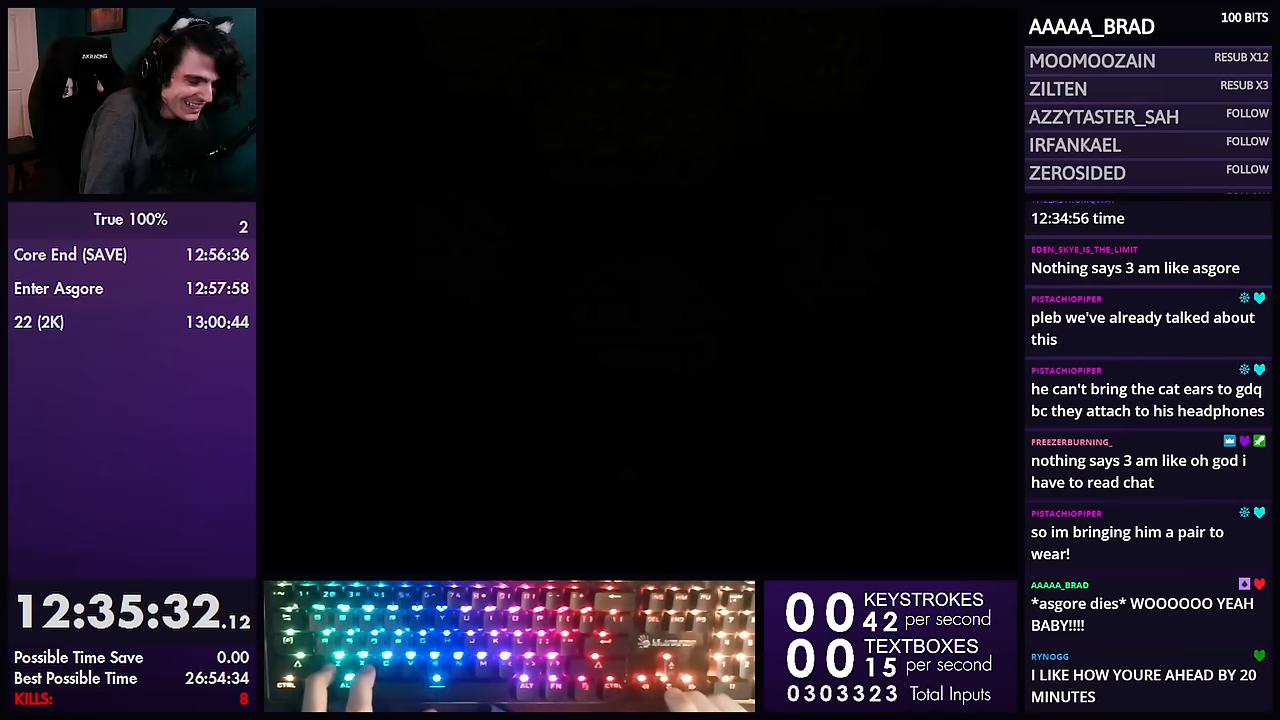 AKRACING
True 100%
2
Core End (SAVE) 12:56:36
Enter Asgore 12:57:58
22 (2K) 13:00:44
12:35:32.12
Possible Time Save 0.00
Best Possible Time 26:54:34
KILLS: 8
00.42 KEYSTROKES per second
00.15 TEXTBOXES per second
0303323 Total Inputs
AAAAA_BRAD 100 BITS
MOOMOOZAIN RESUB X12
ZILTEN RESUB X3
AZZYTASTER_SAH FOLLOW
IRFANKAEL FOLLOW
ZEROSIDED FOLLOW
12:34:56 time
EDEN_SKYE_IS_THE_LIMIT
Nothing says 3 am like asgore
PISTACHIOPIPER
pleb we've already talked about
this
PISTACHIOPIPER
he can't bring the cat ears to gdq
bc they attach to his headphones
FREEZERBURNING_
nothing says 3 am like oh god i
have to read chat
PISTACHIOPIPER
so im bringing him a pair to
wear!
AAAAA_BRAD
*asgore dies* WOOOOOO YEAH
BABY!!!!
RYNOGG
I LIKE HOW YOURE AHEAD BY 20
MINUTES